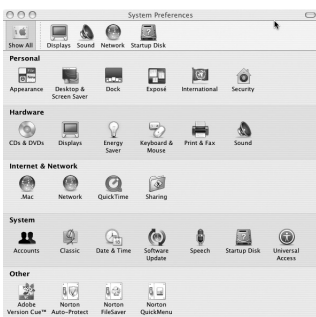 System Preferences
Show All Displays Sound Network Startup Disk
Personal
Appearance Desktop & Screen Saver Dock Exposé International Security
Hardware
CDs & DVDs Displays Energy Saver Keyboard & Mouse Print & Fax Sound
Internet & Network
.Mac Network QuickTime Sharing
System
Accounts Classic Date & Time Software Update Speech Startup Disk Universal Access
Other
Adobe Version Cue™ Norton Auto-Protect Norton FileSaver Norton QuickMenu